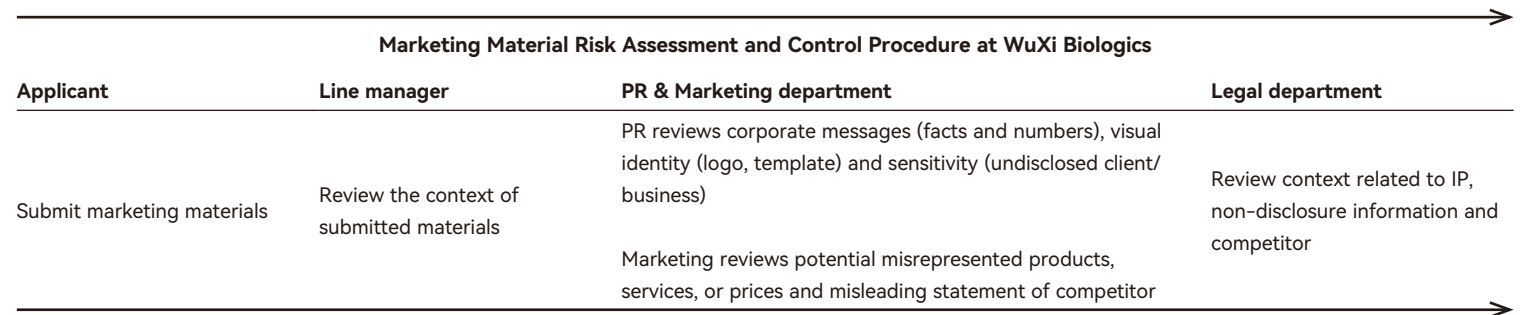 Marketing Material Risk Assessment and Control Procedure at WuXi Biologics
Applicant
Line manager
PR & Marketing department
Legal department
Submit marketing materials
Review the context of
submitted materials
PR reviews corporate messages (facts and numbers), visual
identity (logo, template) and sensitivity (undisclosed client/
business)
Marketing reviews potential misrepresented products,
services, or prices and misleading statement of competitor
Review context related to IP,
non-disclosure information and
competitor